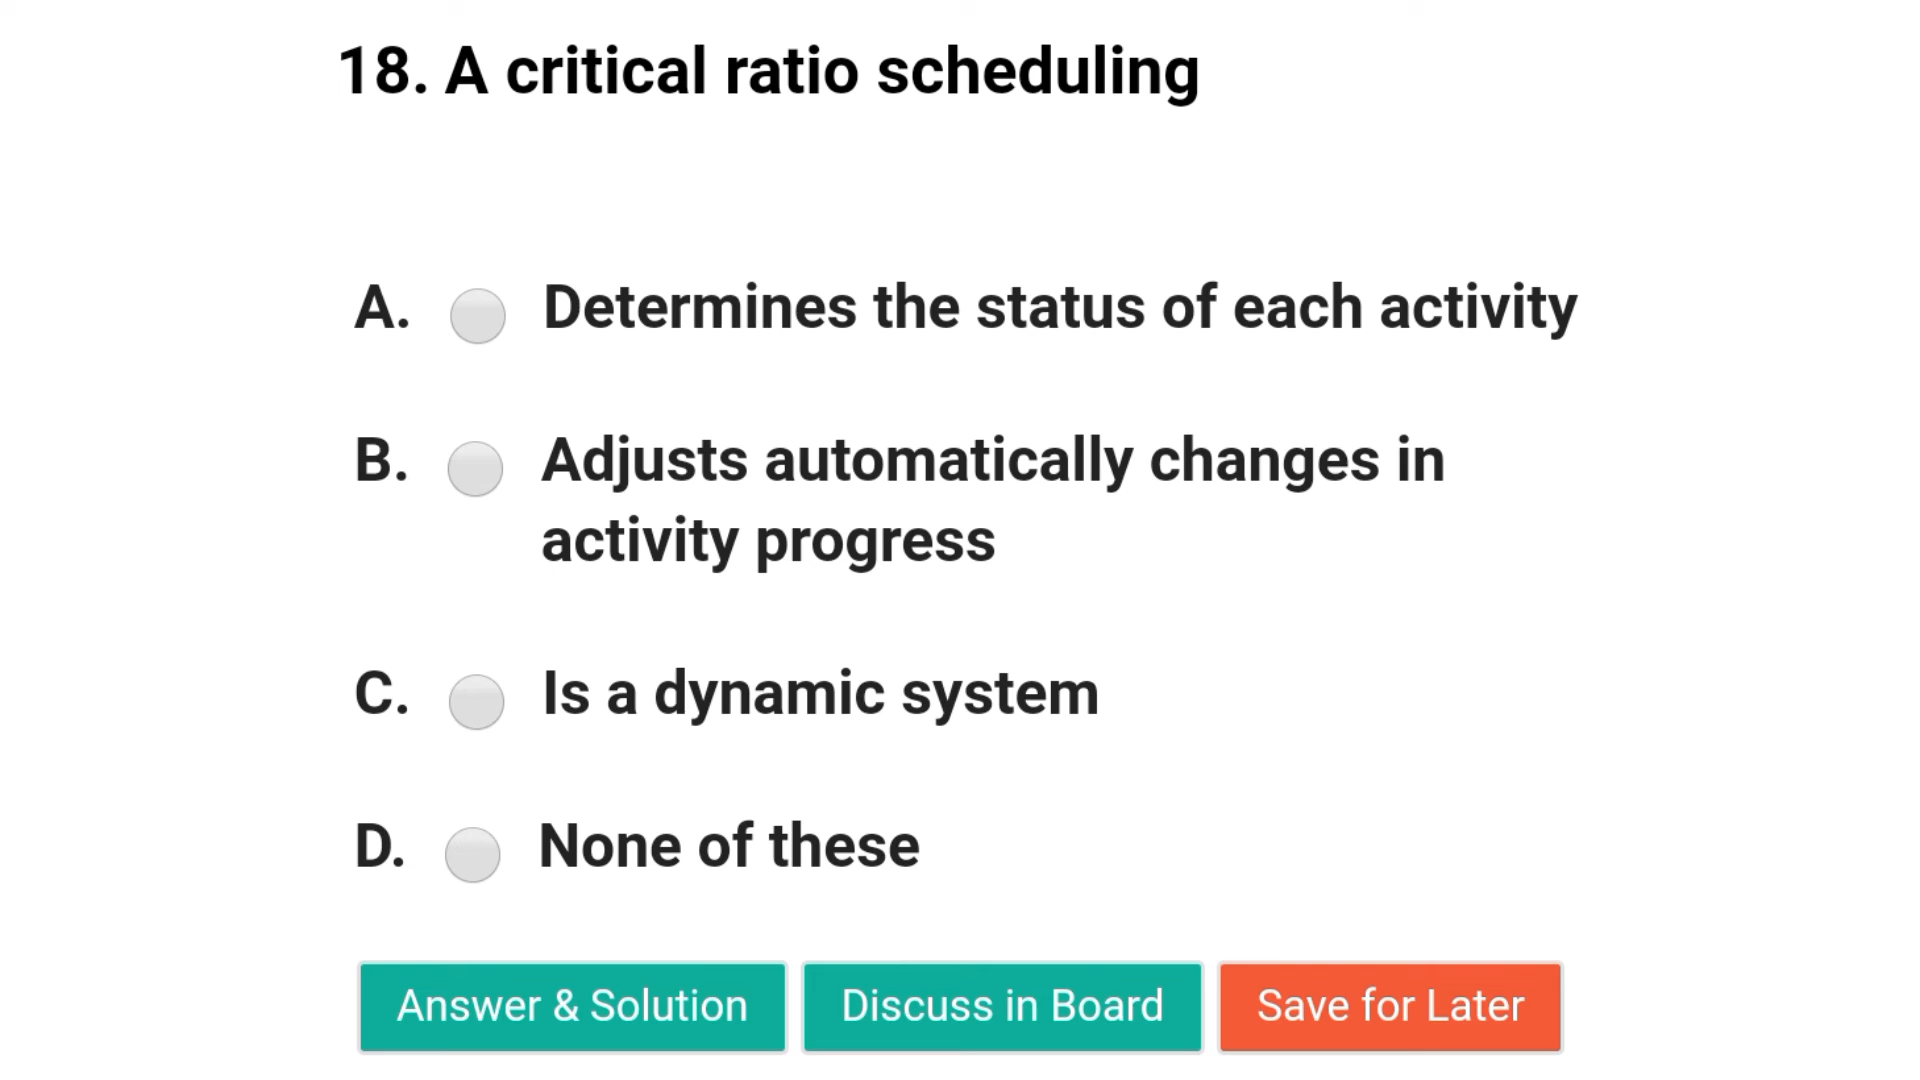 18. A critical ratio scheduling
A. Determines the status of each activity
B. Adjusts automatically changes in
activity progress
C. Is a dynamic system
D. None of these
Answer & Solution Discuss in Board Save for Later